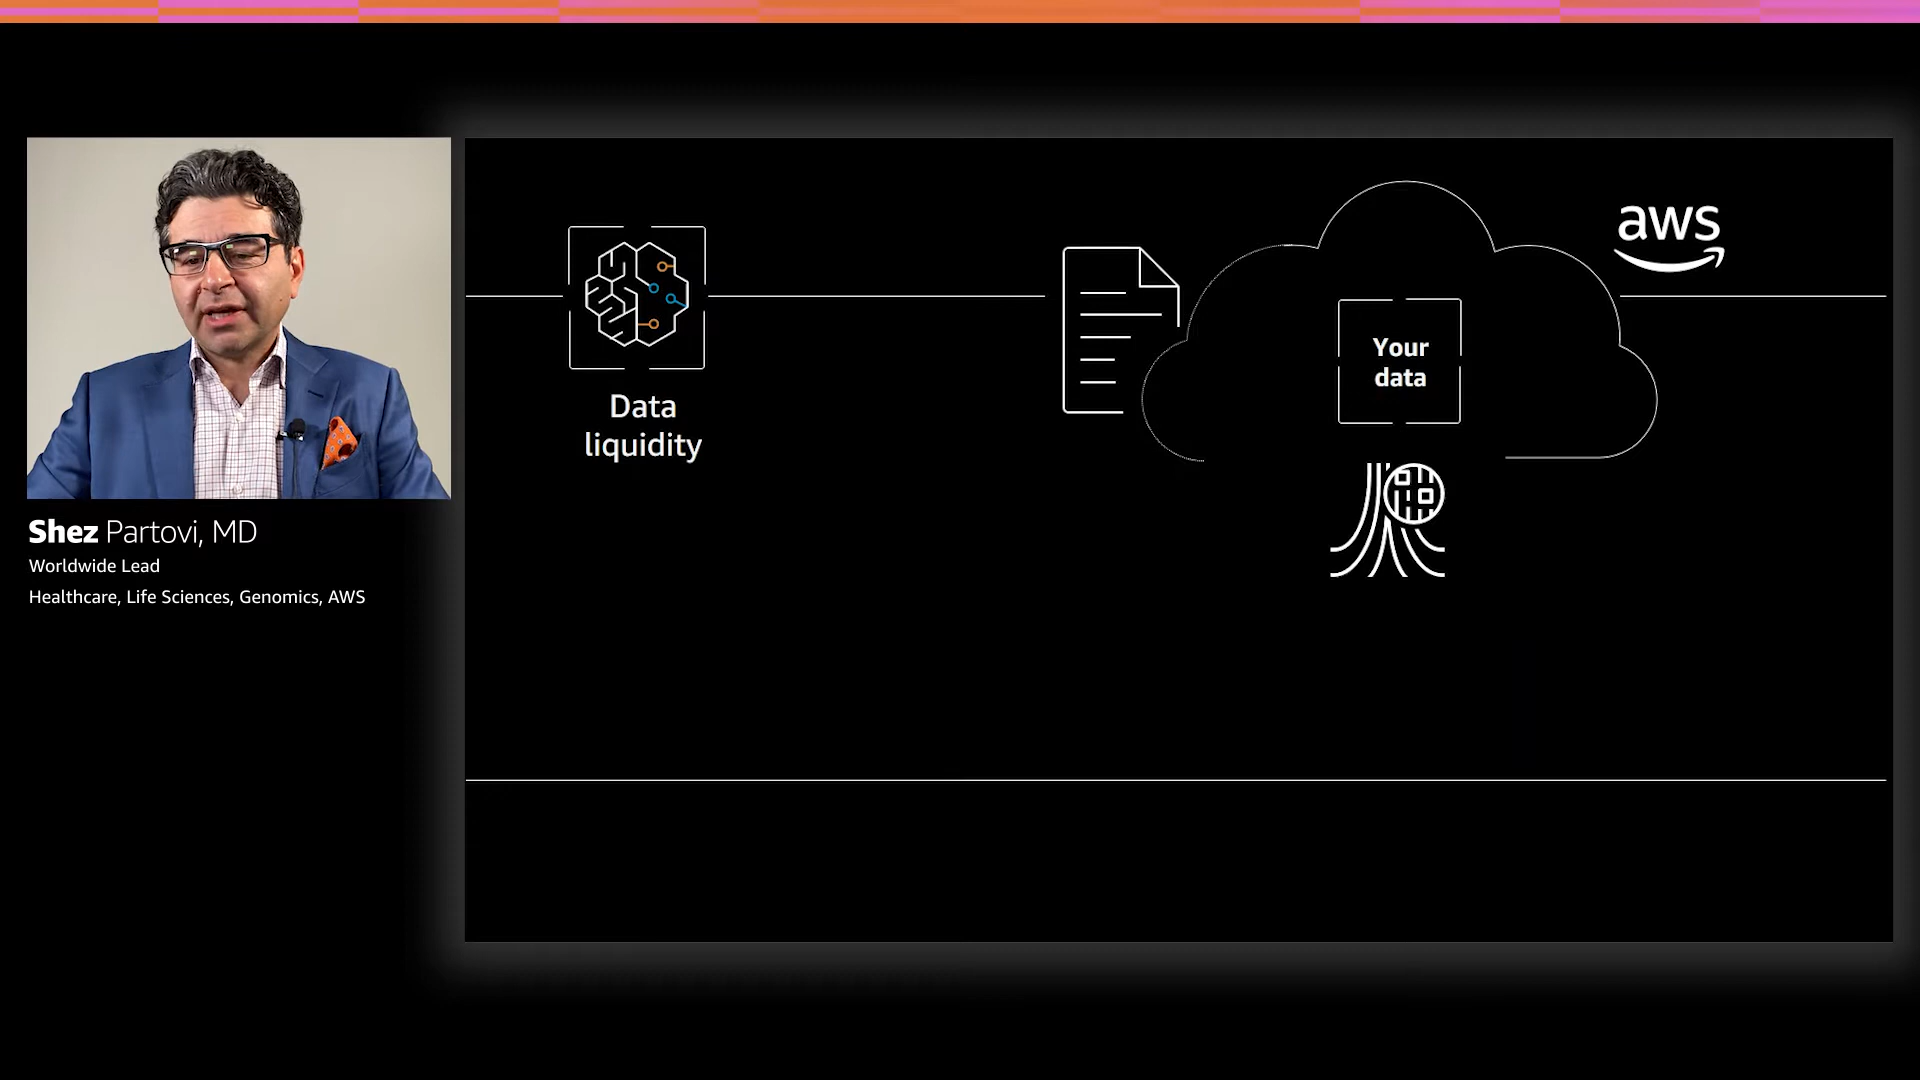 Shez Partovi, MD
Worldwide Lead
Healthcare, Life Sciences, Genomics, AWS
Data
liquidity
Your
data
aws